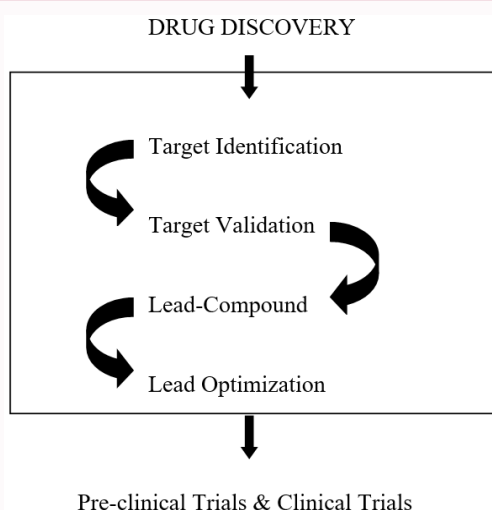 DRUG DISCOVERY
Target Identification
Target Validation
Lead-Compound
Lead Optimization
Pre-clinical Trials & Clinical Trials